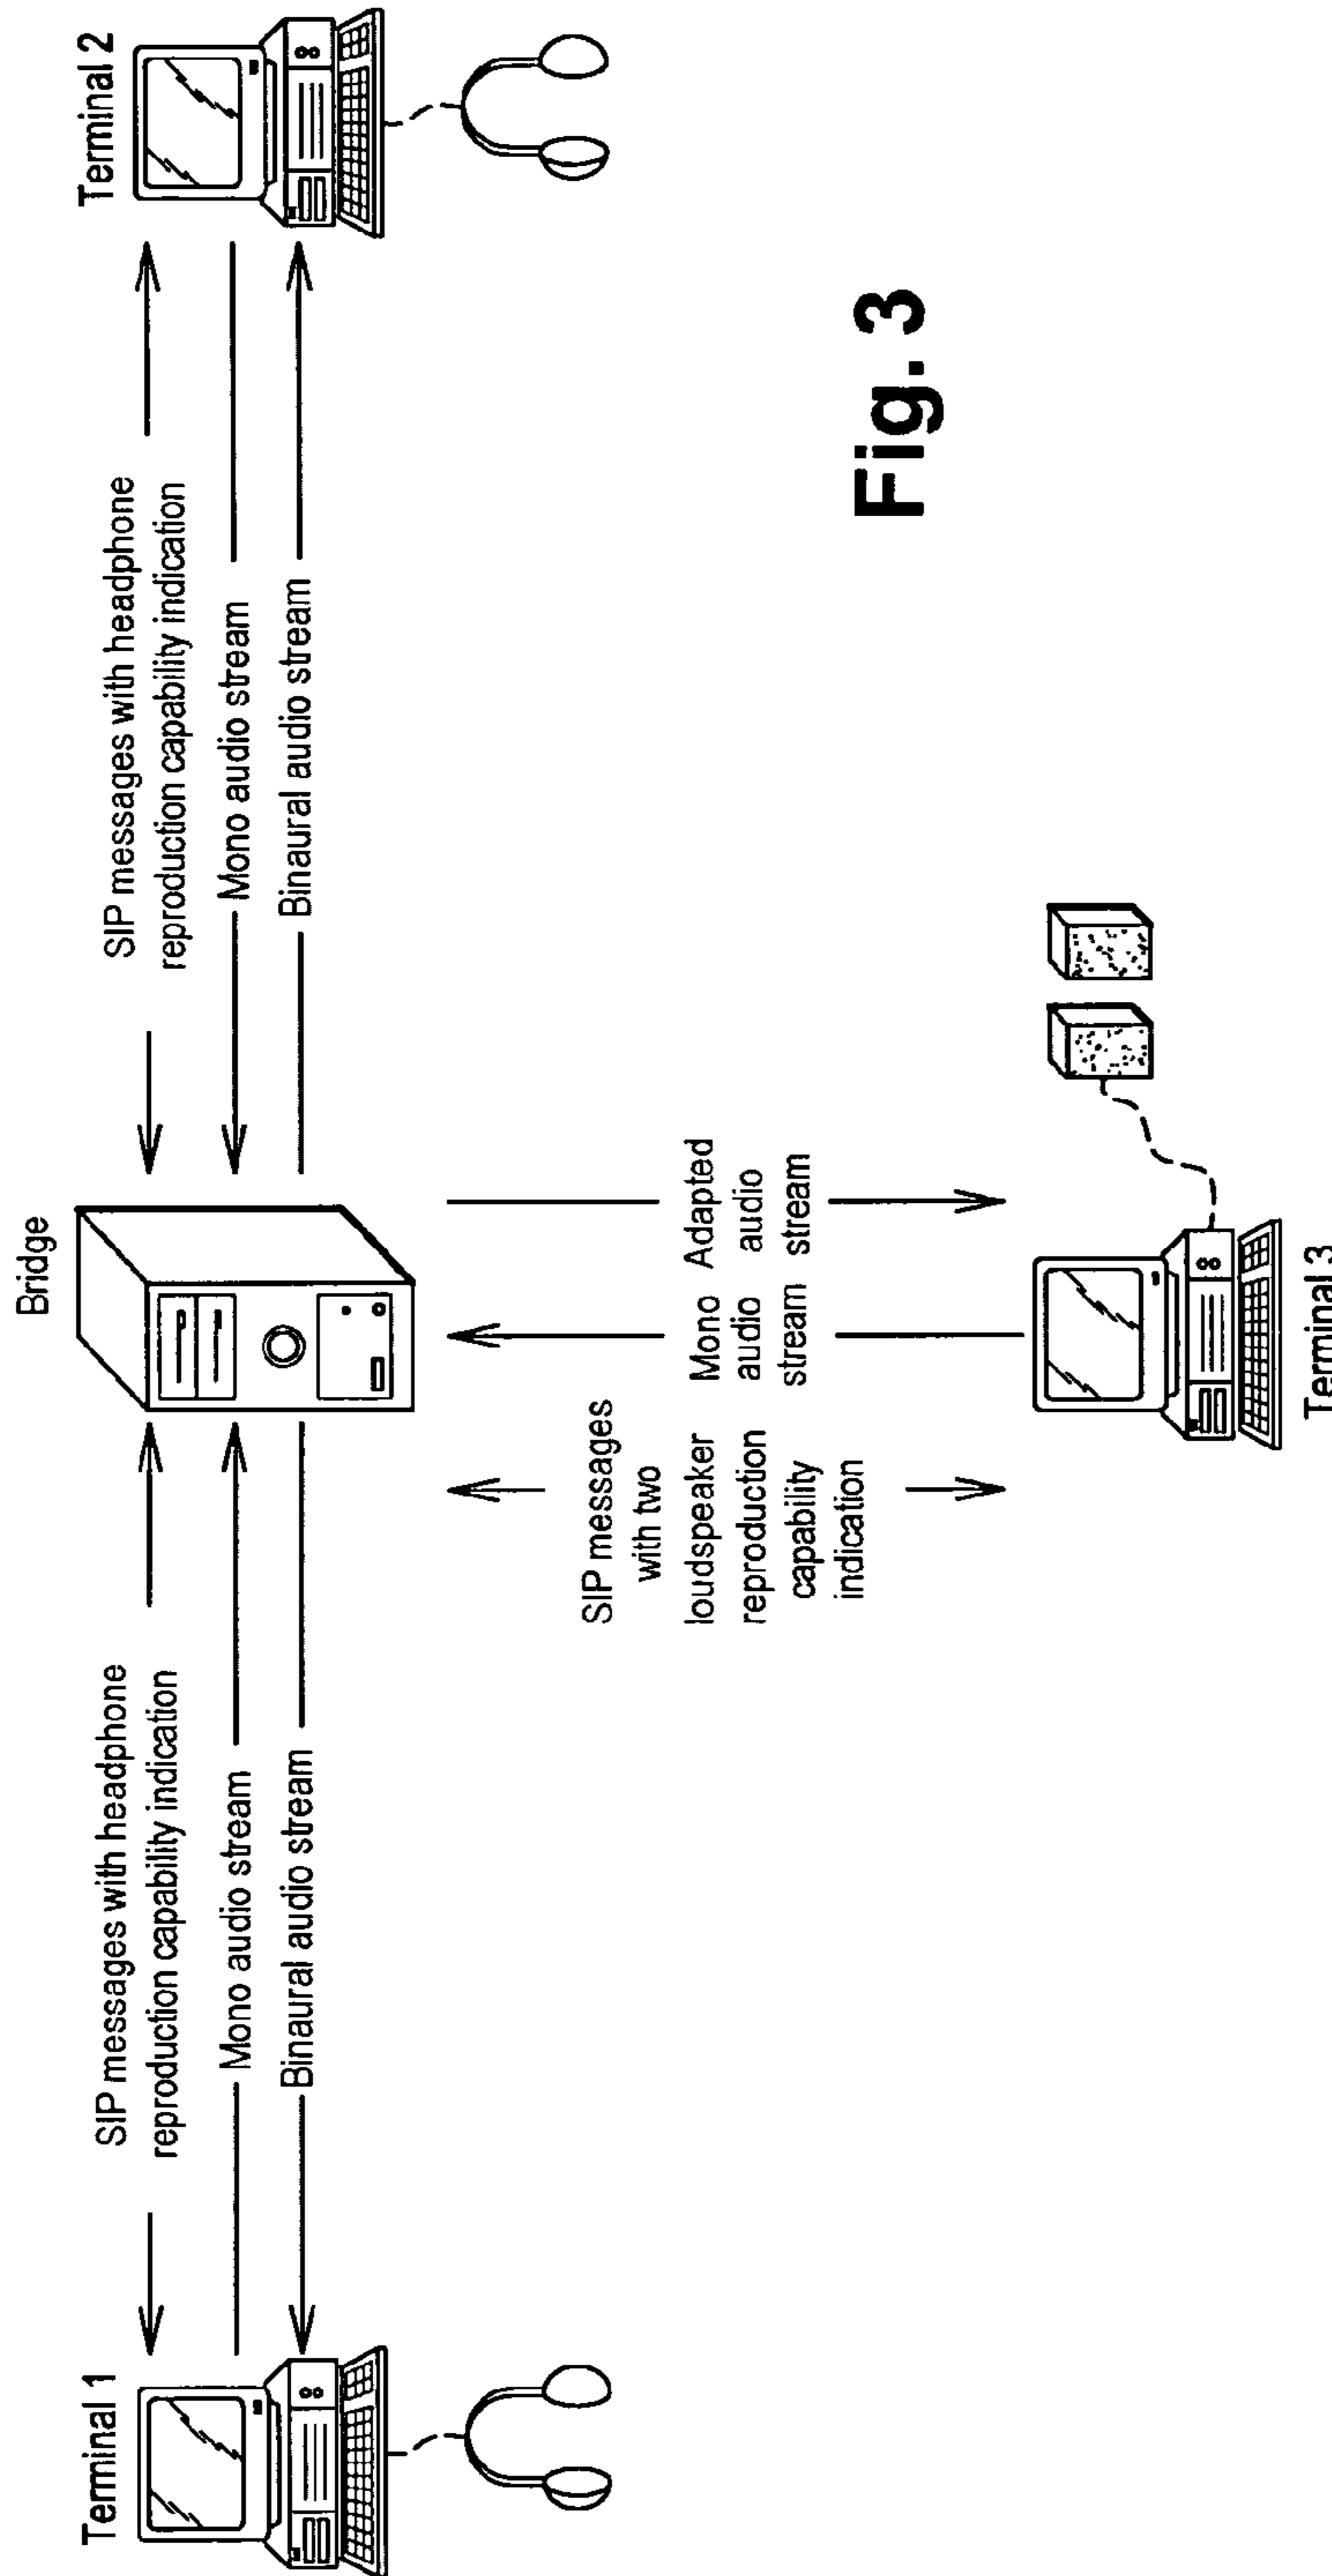 Terminal 1
SIP messages with headphone
reproduction capability indication
Mono audio stream
Binaural audio stream
Bridge
SIP messages with headphone
reproduction capability indication
Mono audio stream
Binaural audio stream
Terminal 2
SIP messages
with two
loudspeaker
reproduction
capability
indication
Mono
audio
stream
Adapted
audio
stream
Terminal 3
Fig. 3